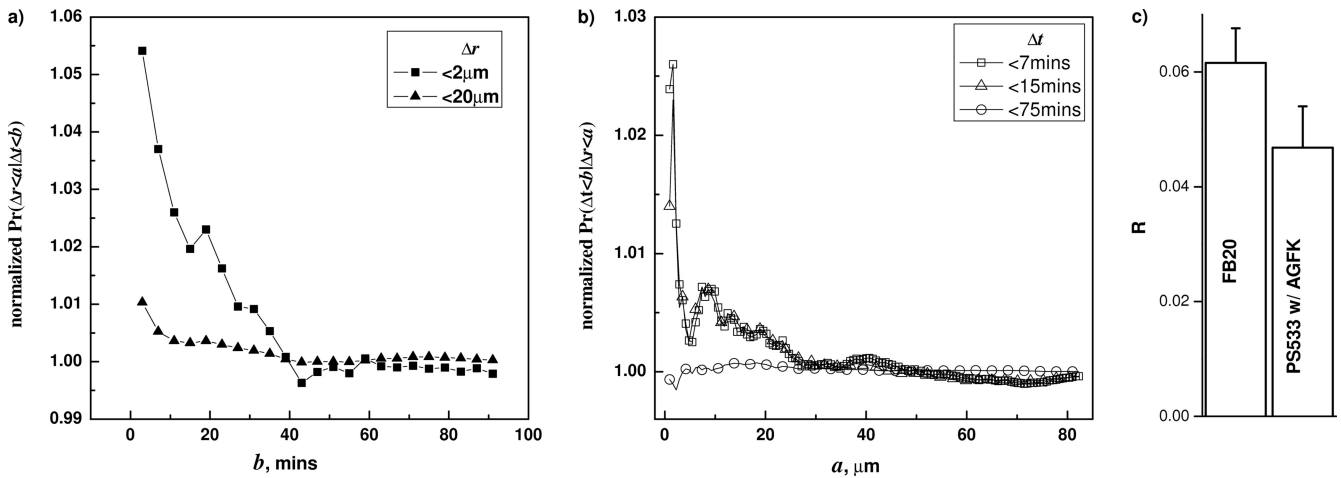 a)
1.06
1.05
1.04
1.03
1.02
1.01
1.00
0.99
normalized Pr(Δr<a|Δt<b)
Δr
<2μm
<20μm
0 20 40 60 80 100
b, mins
b)
1.03
1.02
1.01
1.00
normalized Pr(Δt<b|Δr<a)
Δt
<7mins
<15mins
<75mins
0 20 40 60 80
a, μm
c)
0.06
0.04
0.02
0.00
R
FB20
PS533 w/ AGFK